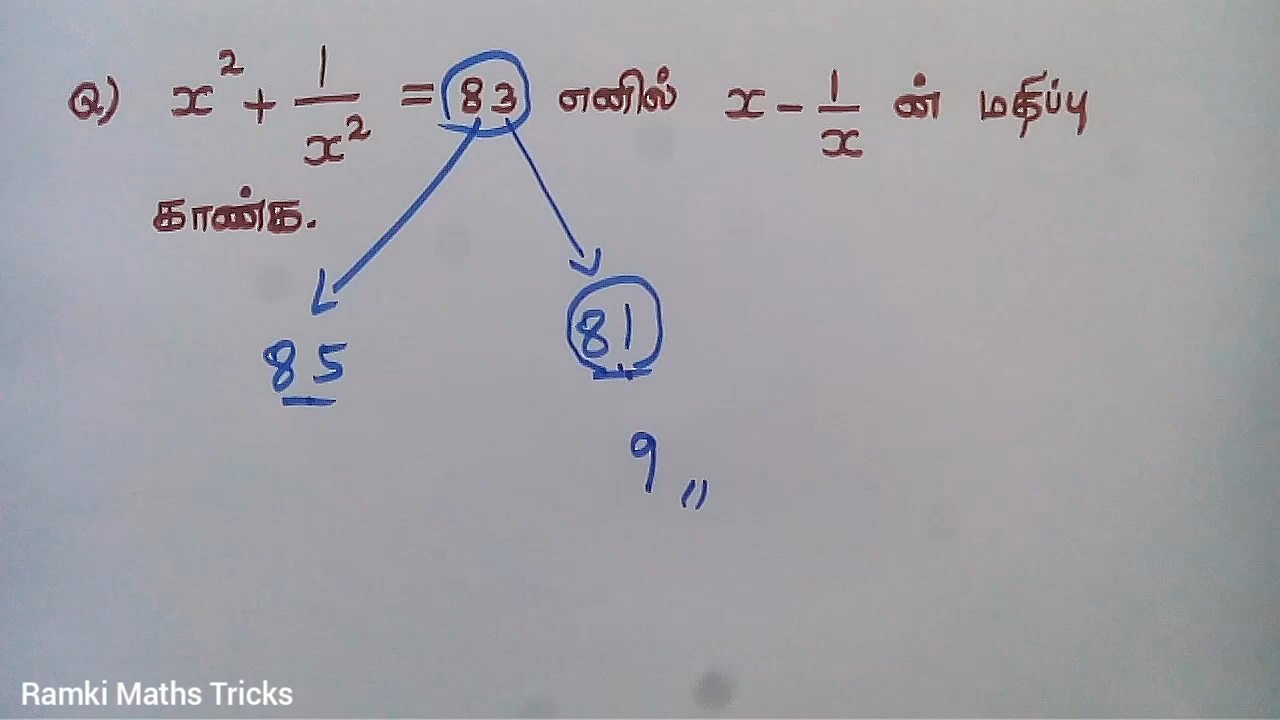 Q) x² + 1/x² = 83 எனில் x - 1/x ன் மதிப்பு
காண்க.
85 81
9 〃
Ramki Maths Tricks